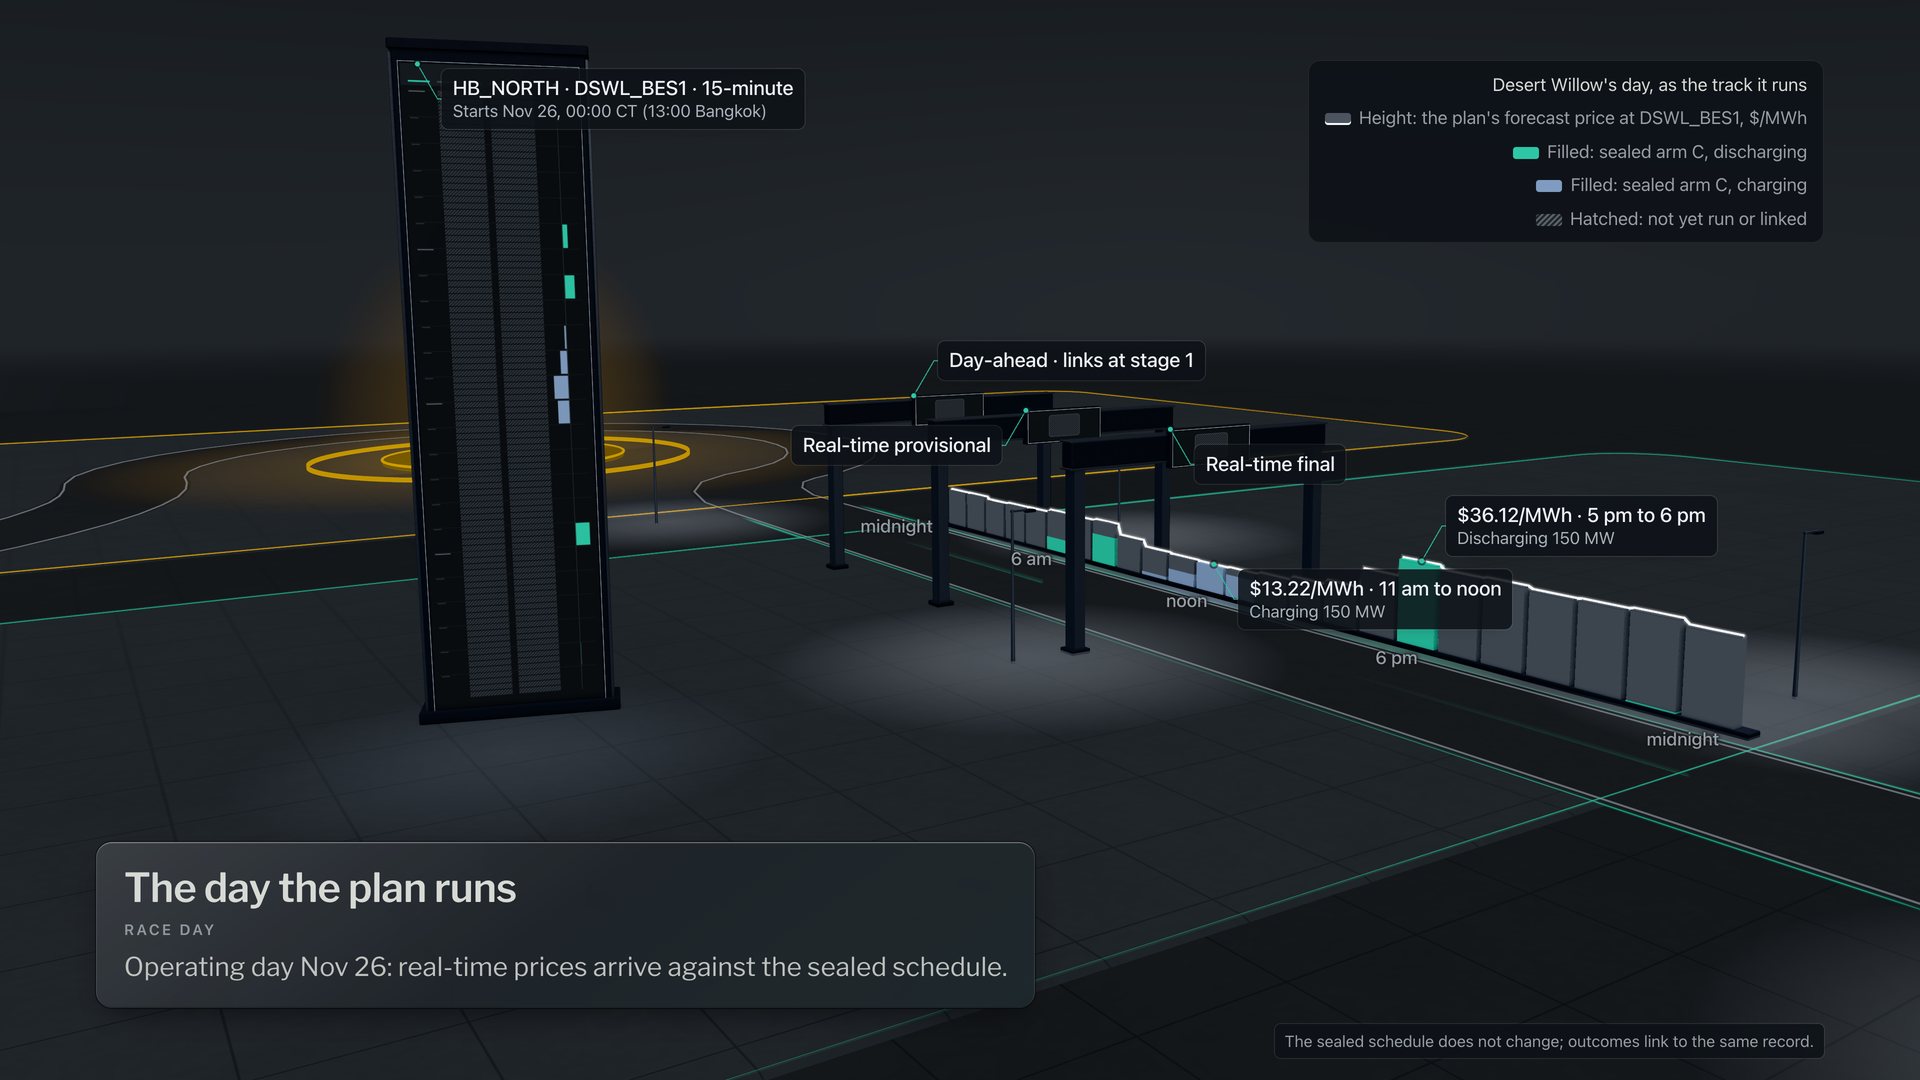 HB_NORTH · DSWL_BES1 · 15-minute
Starts Nov 26, 00:00 CT (13:00 Bangkok)
Desert Willow's day, as the track it runs
Height: the plan's forecast price at DSWL_BES1, $/MWh
Filled: sealed arm C, discharging
Filled: sealed arm C, charging
Hatched: not yet run or linked
Day-ahead · links at stage 1
Real-time provisional
Real-time final
midnight
6 am
noon
$36.12/MWh · 5 pm to 6 pm
Discharging 150 MW
$13.22/MWh · 11 am to noon
Charging 150 MW
6 pm
midnight
The day the plan runs
RACE DAY
Operating day Nov 26: real-time prices arrive against the sealed schedule.
The sealed schedule does not change; outcomes link to the same record.